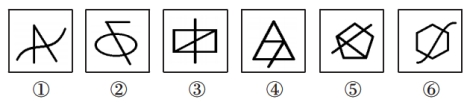 ① ② ③ ④ ⑤ ⑥